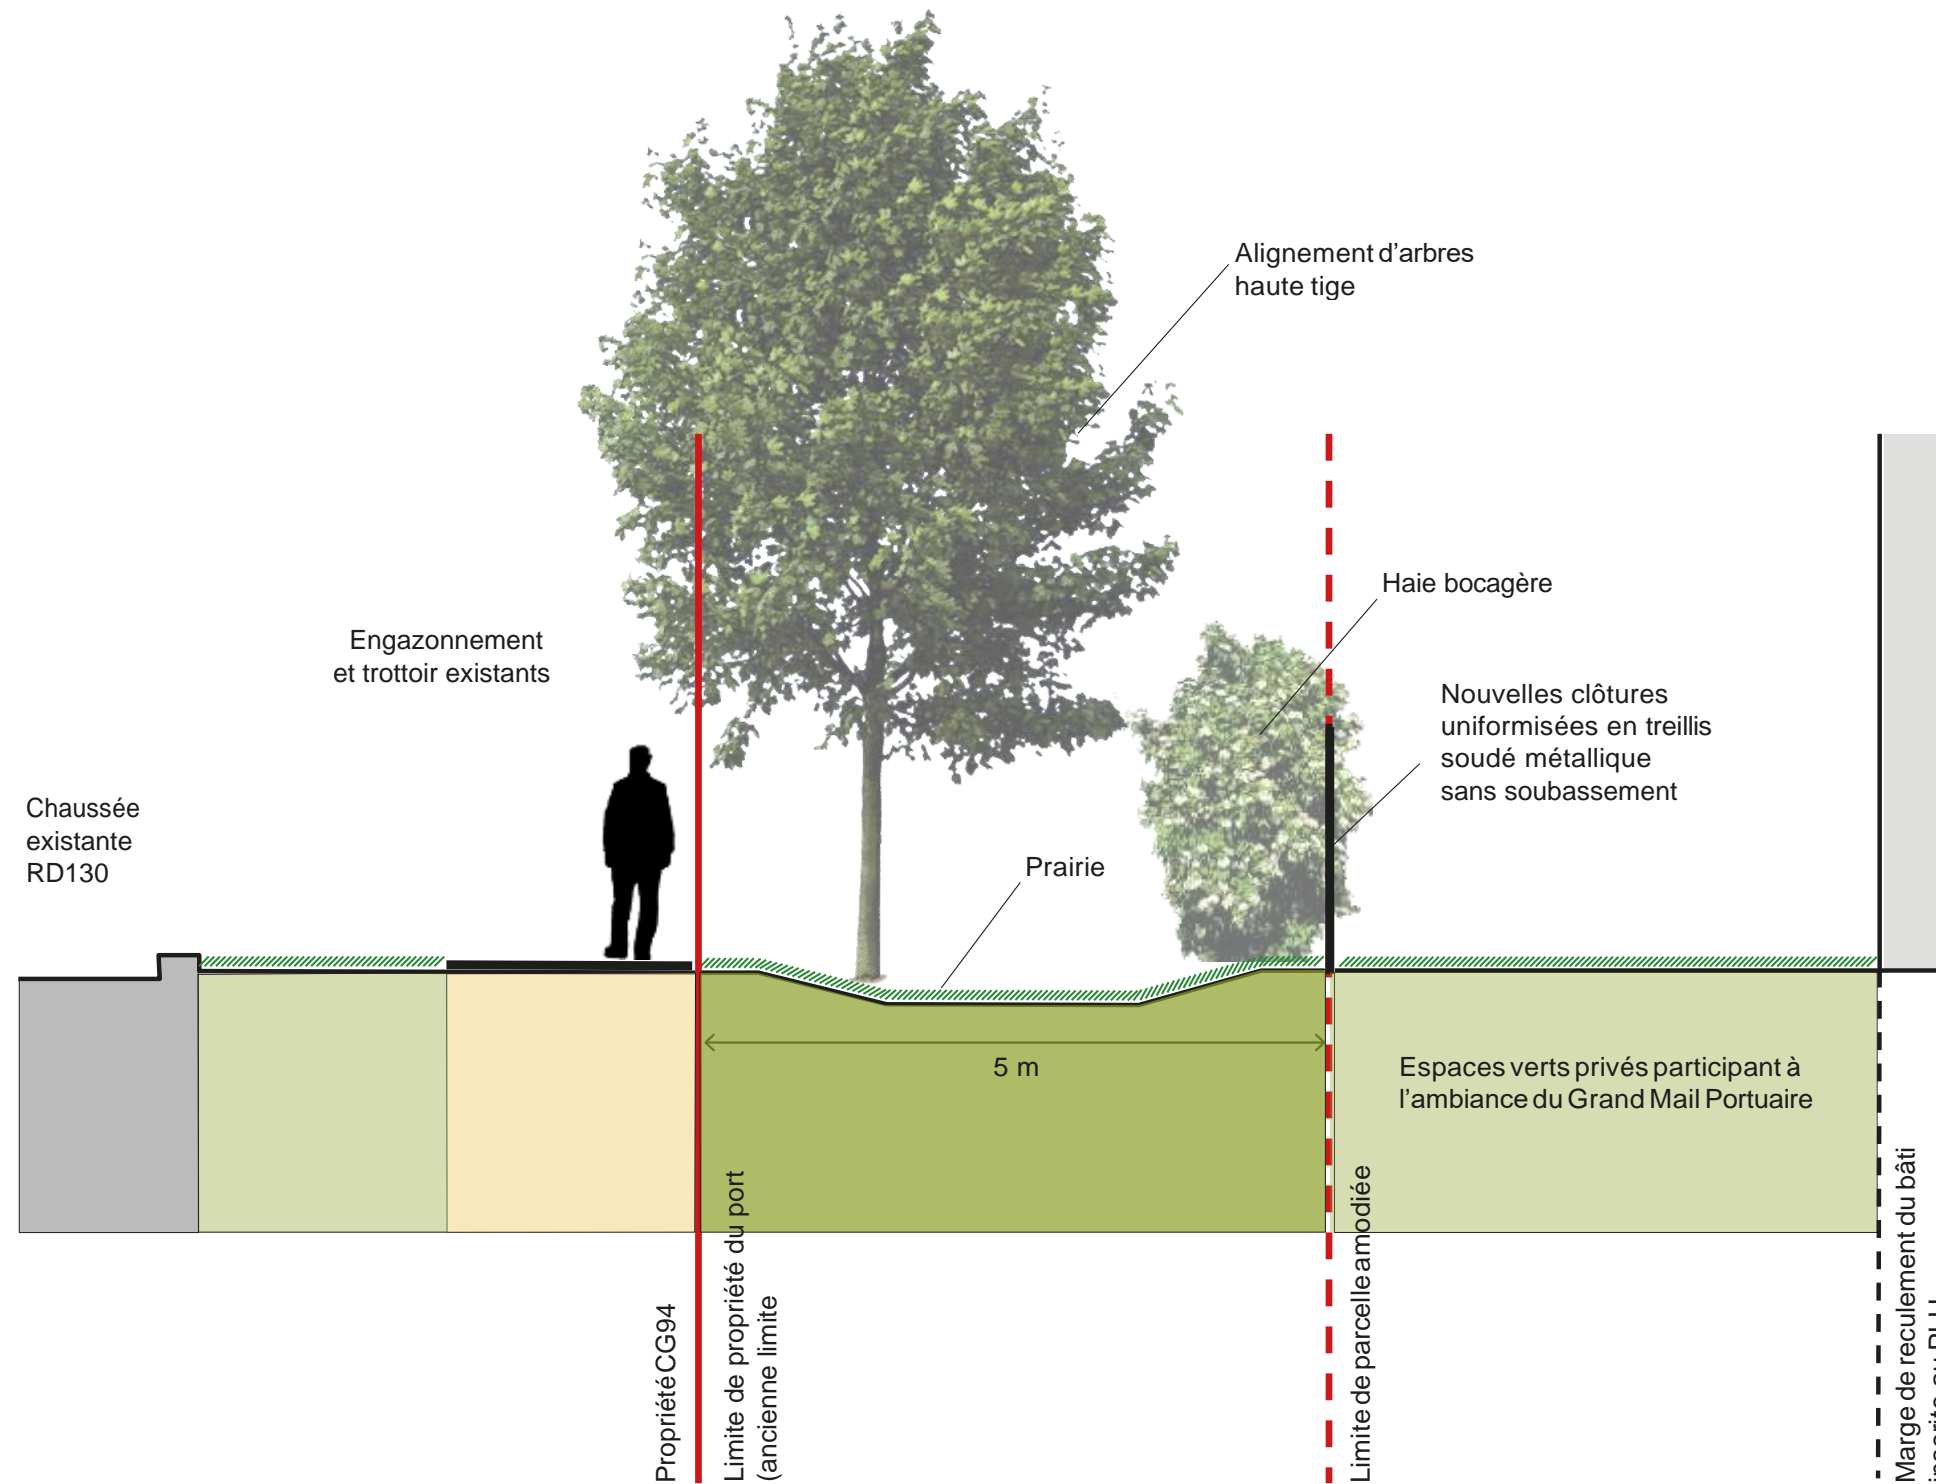 Alignement d'arbres
haute tige
Haie bocagère
Engazonnement
et trottoir existants
Nouvelles clôtures
uniformisées en treillis
soudé métallique
sans soubassement
Chaussée
existante
RD130
Prairie
5 m
Espaces verts privés participant à
l'ambiance du Grand Mail Portuaire
Propriété CG94
Limite de propriété du port
(ancienne limite
Limite de parcelle amodiée
Marge de reculement du bâti